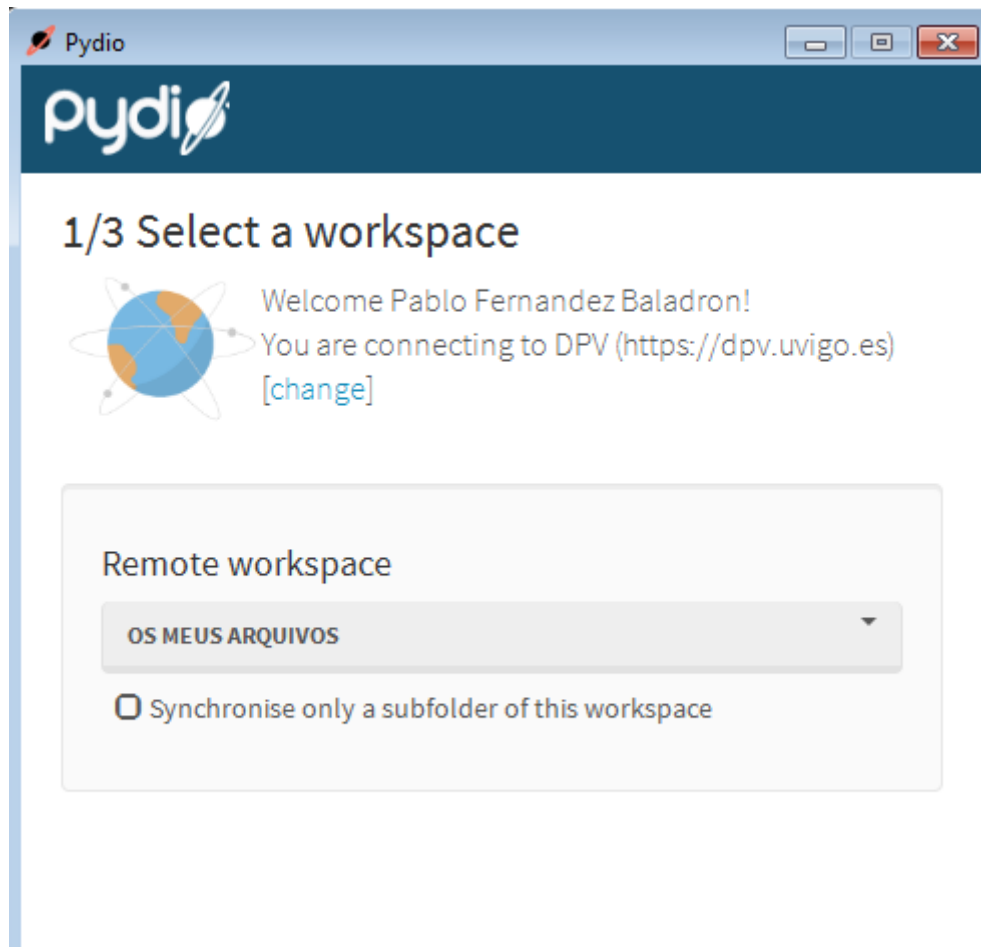 Pydio
pydio
1/3 Select a workspace
Welcome Pablo Fernandez Baladron!
You are connecting to DPV (https://dpv.uvigo.es)
[change]
Remote workspace
OS MEUS ARQUIVOS
Synchronise only a subfolder of this workspace